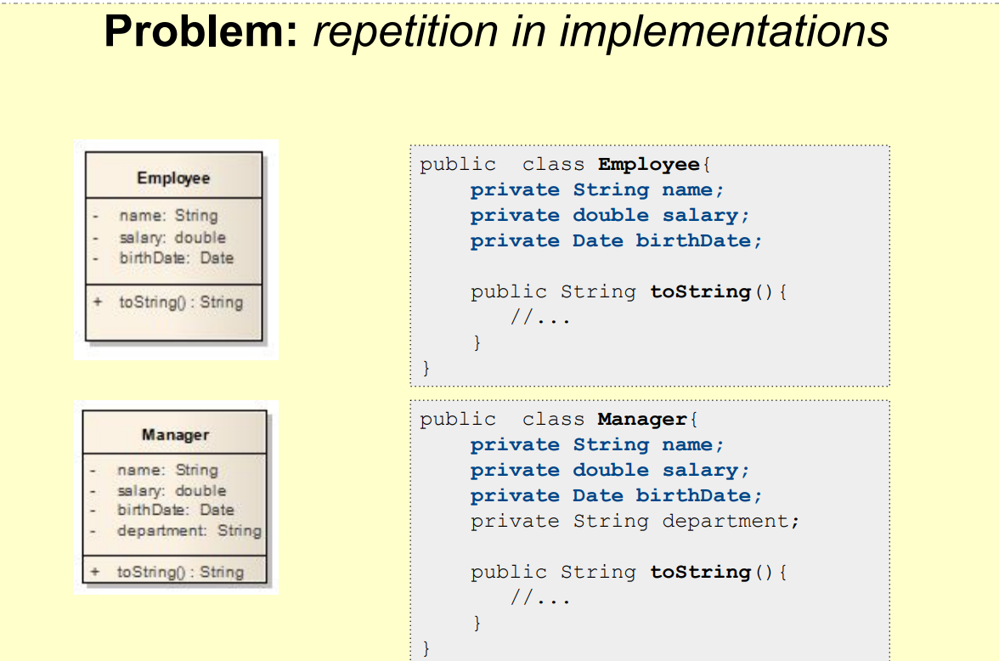 Problem: repetition in implementations
Employee
- name: String
- salary: double
- birthDate: Date
+ toString() : String
public  class Employee{
    private String name;
    private double salary;
    private Date birthDate;
    public String toString(){
       //...
    }
}
Manager
- name: String
- salary: double
- birthDate: Date
- department: String
+ toString() : String
public  class Manager{
    private String name;
    private double salary;
    private Date birthDate;
    private String department;
    public String toString(){
       //...
    }
}